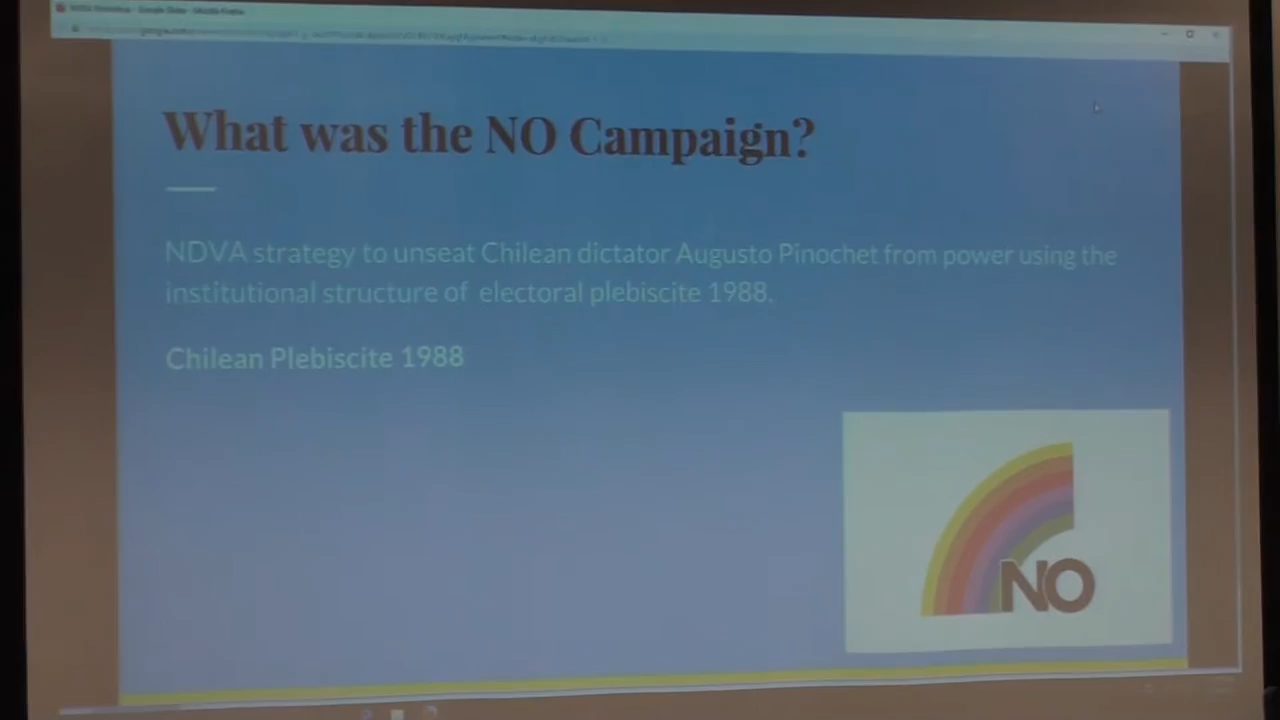 What was the NO Campaign?
NDVA strategy to unseat Chilean dictator Augusto Pinochet from power using the
institutional structure of electoral plebiscite 1988.
Chilean Plebiscite 1988
NO